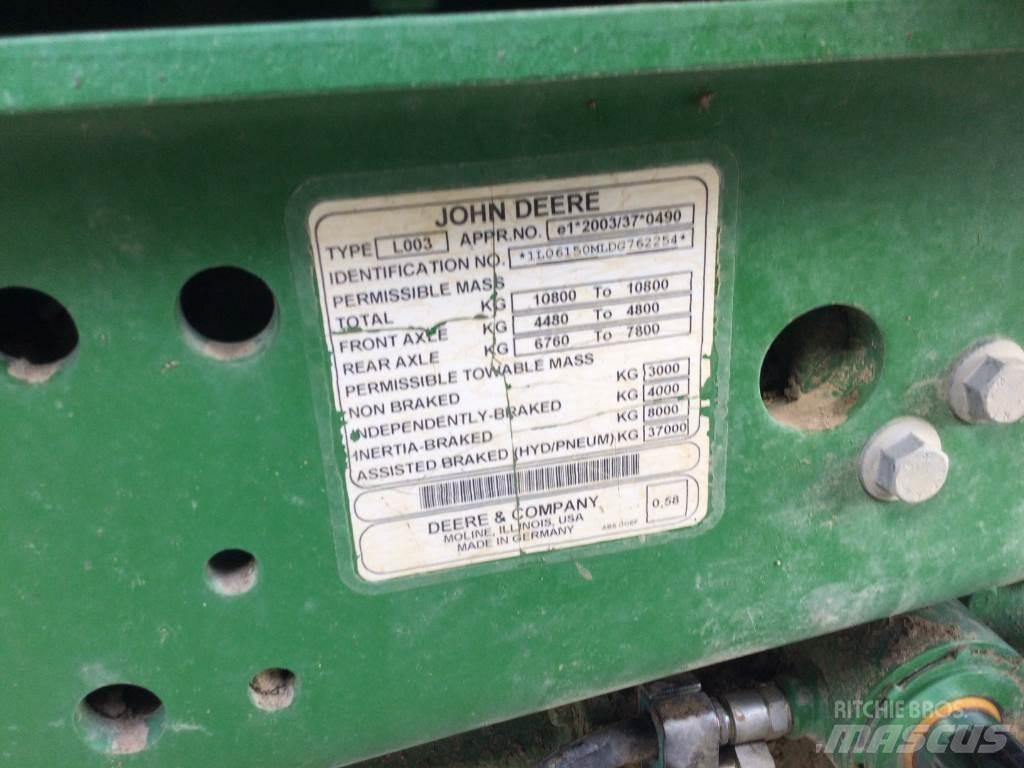 JOHN DEERE
TYPE L003 APPR.NO. e1*2003/37*0490
IDENTIFICATION NO. *1L06150MLDG762254*
PERMISSIBLE MASS
TOTAL KG 10800 To 10800
FRONT AXLE KG 4480 To 4800
REAR AXLE KG 6760 To 7800
PERMISSIBLE TOWABLE MASS
NON BRAKED KG 3000
INDEPENDENTLY-BRAKED KG 4000
INERTIA-BRAKED KG 8000
ASSISTED BRAKED (HYD/PNEUM) KG 37000
DEERE & COMPANY
MOLINE, ILLINOIS, USA
MADE IN GERMANY
0,58
RITCHIE BROS.
MASCUS